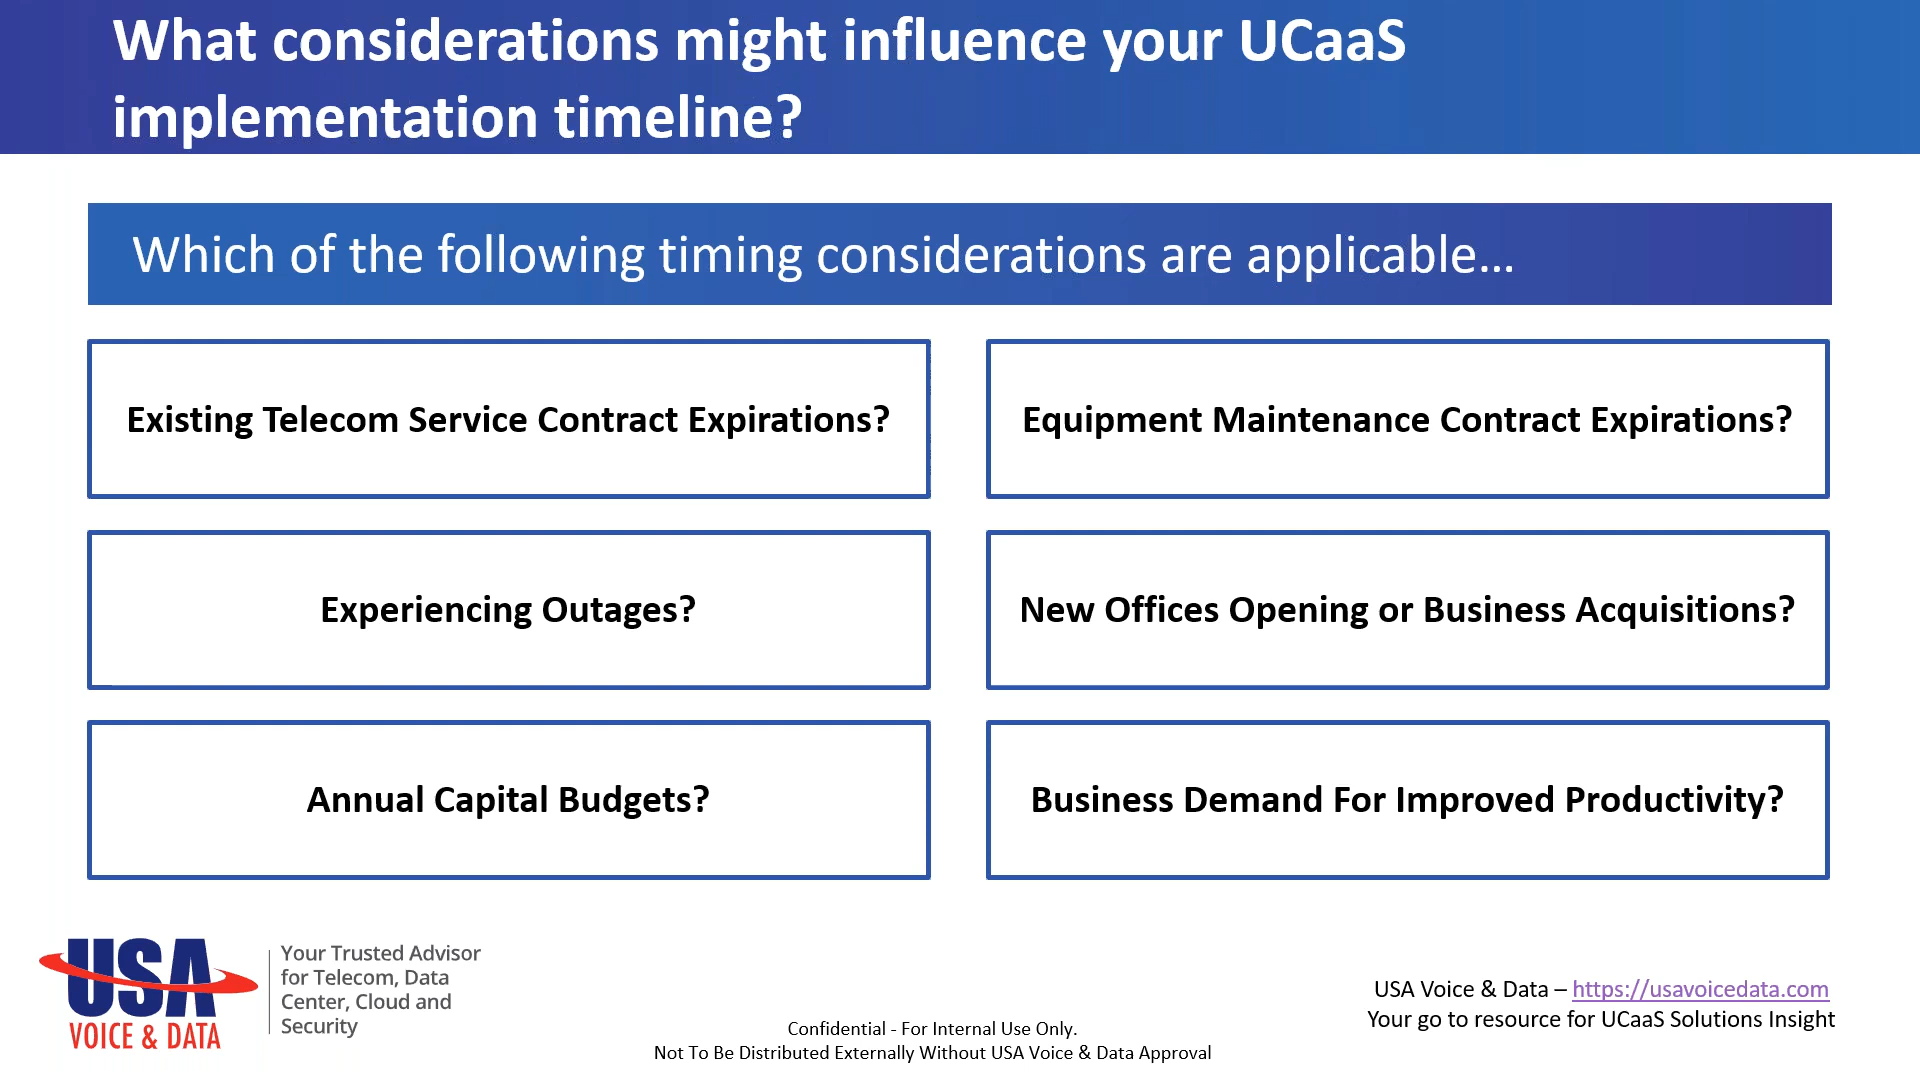 What considerations might influence your UCaaS
implementation timeline?
Which of the following timing considerations are applicable...
Existing Telecom Service Contract Expirations?
Equipment Maintenance Contract Expirations?
Experiencing Outages?
New Offices Opening or Business Acquisitions?
Annual Capital Budgets?
Business Demand For Improved Productivity?
USA
VOICE & DATA
Your Trusted Advisor
for Telecom, Data
Center, Cloud and
Security
Confidential - For Internal Use Only.
Not To Be Distributed Externally Without USA Voice & Data Approval
USA Voice & Data – https://usavoicedata.com
Your go to resource for UCaaS Solutions Insight